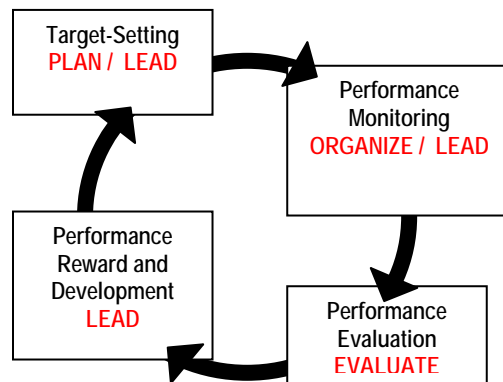 Target-Setting
PLAN / LEAD
Performance
Monitoring
ORGANIZE / LEAD
Performance
Evaluation
EVALUATE
Performance
Reward and
Development
LEAD